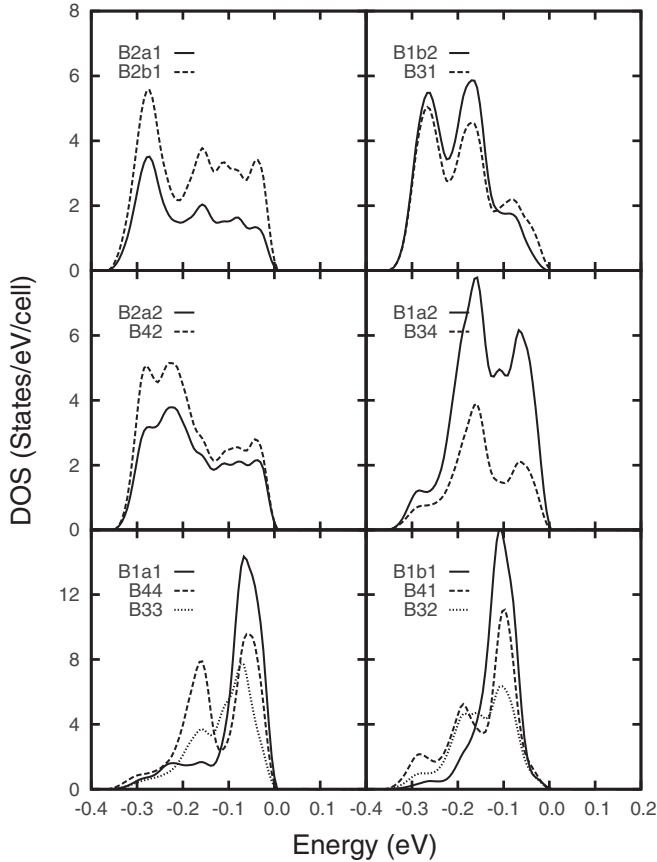 8
B2a1
B2b1
B1b2
B31
6
4
2
0
B2a2
B42
B1a2
B34
6
4
2
0
DOS (States/eV/cell)
B1a1
B44
B33
B1b1
B41
B32
12
8
4
0
-0.4 -0.3 -0.2 -0.1 0.0 0.1 -0.4 -0.3 -0.2 -0.1 0.0 0.1 0.2
Energy (eV)